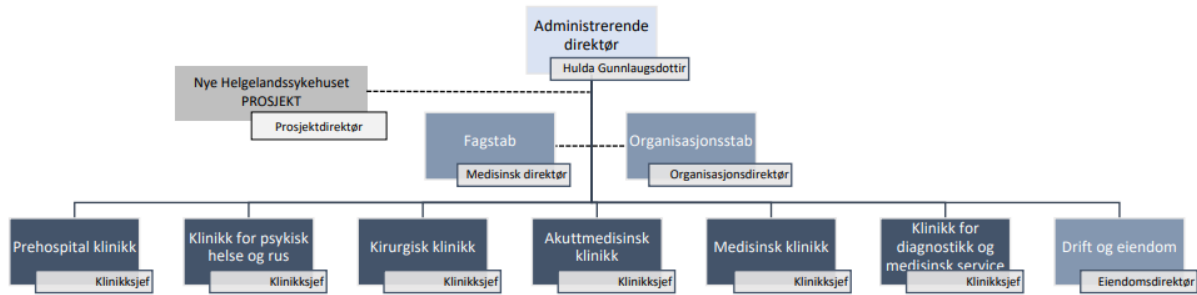 Administrerende
direktør
Hulda Gunnlaugsdottir
Nye Helgelandssykehuset
PROSJEKT
Prosjektdirektør
Fagstab
Medisinsk direktør
Organisasjonsstab
Organisasjonsdirektør
Prehospital klinikk
Klinikksjef
Klinikk for psykisk
helse og rus
Klinikksjef
Kirurgisk klinikk
Klinikksjef
Akuttmedisinsk
klinikk
Klinikksjef
Medisinsk klinikk
Klinikksjef
Klinikk for
diagnostikk og
medisinsk service
Klinikksjef
Drift og eiendom
Eiendomsdirektør